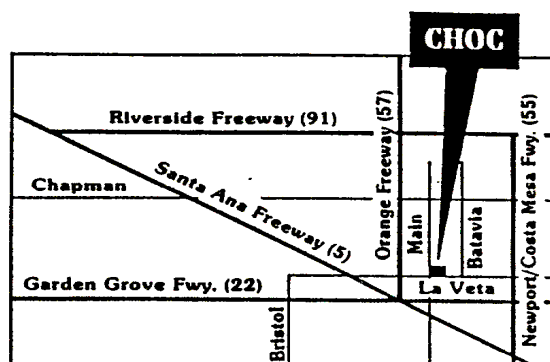 CHOC
Riverside Freeway (91)
Orange Freeway (57)
Newport/Costa Mesa Fwy. (55)
Santa Ana Freeway (5)
Chapman
Main
Batavia
Garden Grove Fwy. (22)
La Veta
Bristol